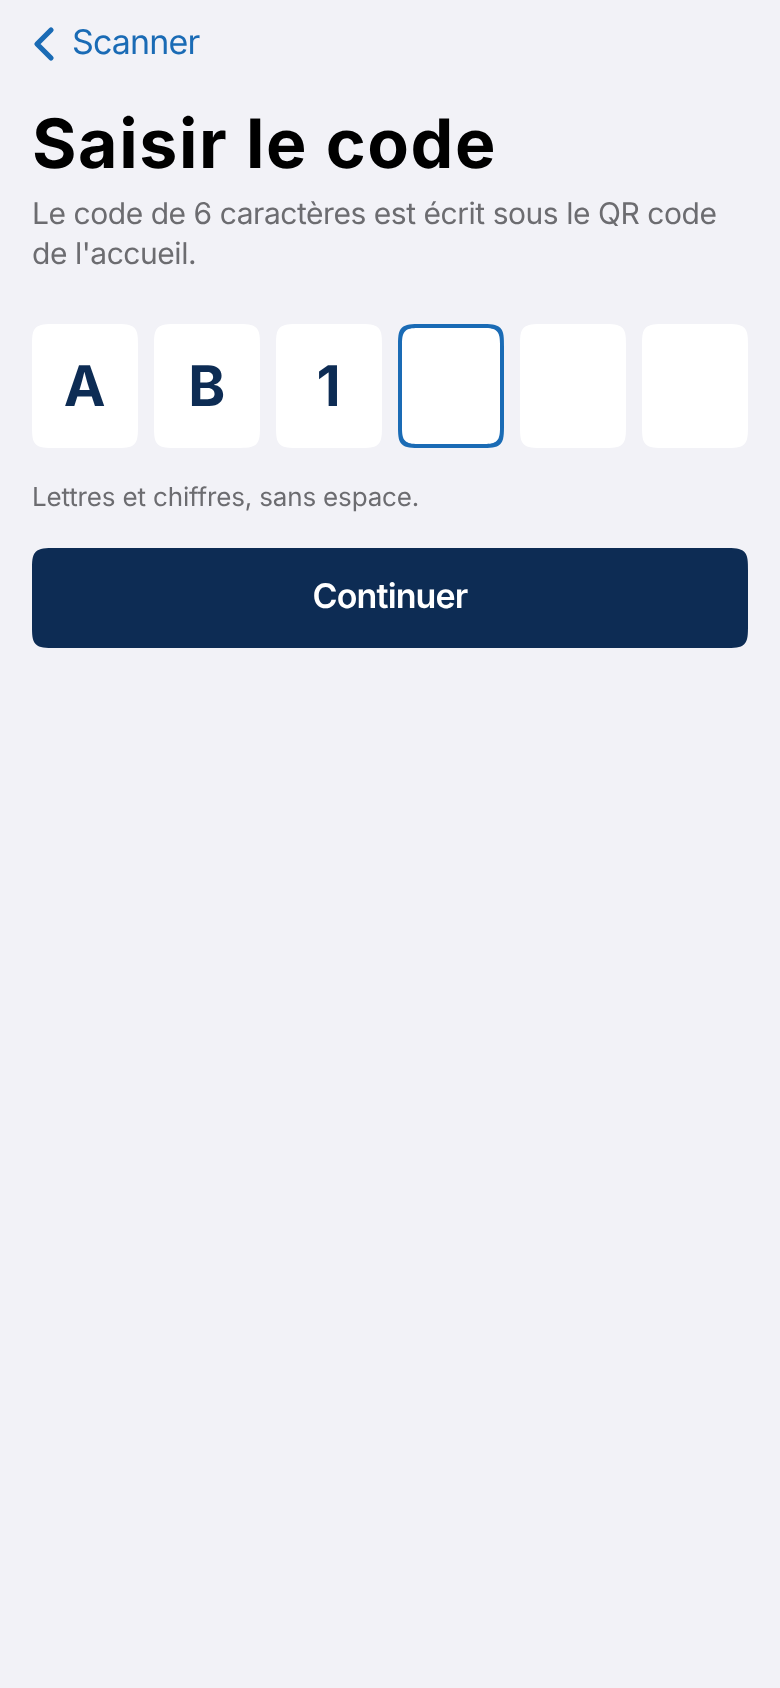 Scanner
Saisir le code
Le code de 6 caractères est écrit sous le QR code
de l'accueil.
A B 1
Lettres et chiffres, sans espace.
Continuer